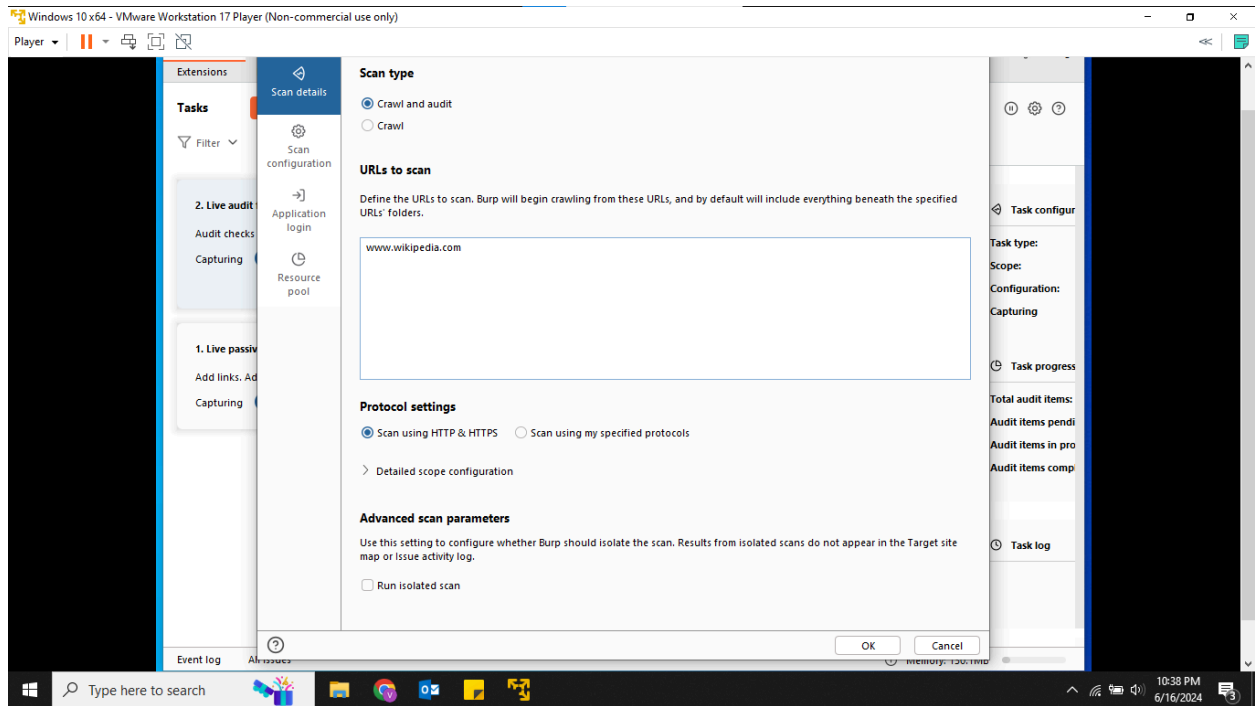 Windows 10 x64 - VMware Workstation 17 Player (Non-commercial use only)
Player
Extensions
Tasks
Filter
2. Live audit
Audit checks
Capturing
1. Live passiv
Add links. Ad
Capturing
Event log
Scan details
Scan
configuration
Application
login
Resource
pool
Scan type
Crawl and audit
Crawl
URLs to scan
Define the URLs to scan. Burp will begin crawling from these URLs, and by default will include everything beneath the specified
URLs' folders.
www.wikipedia.com
Protocol settings
Scan using HTTP & HTTPS Scan using my specified protocols
Detailed scope configuration
Advanced scan parameters
Use this setting to configure whether Burp should isolate the scan. Results from isolated scans do not appear in the Target site
map or Issue activity log.
Run isolated scan
OK Cancel
Task configur
Task type:
Scope:
Configuration:
Capturing
Task progress
Total audit items:
Audit items pendi
Audit items in pro
Audit items comp
Task log
Type here to search
10:38 PM
6/16/2024
3